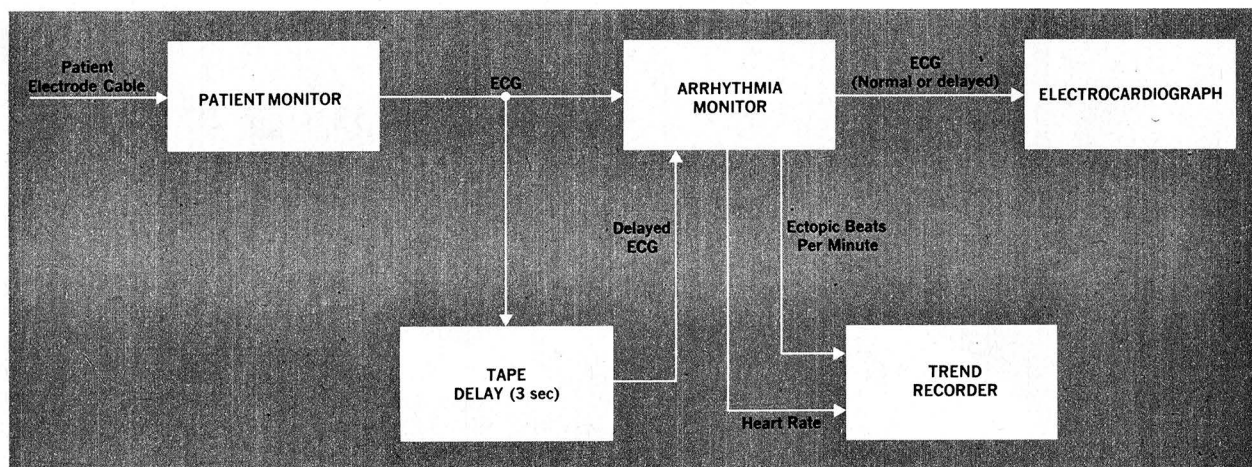 Patient
Electrode Cable
PATIENT MONITOR
ECG
ARRHYTHMIA
MONITOR
ECG
(Normal or delayed)
ELECTROCARDIOGRAPH
Delayed
ECG
Ectopic Beats
Per Minute
TAPE
DELAY (3 sec)
TREND
RECORDER
Heart Rate